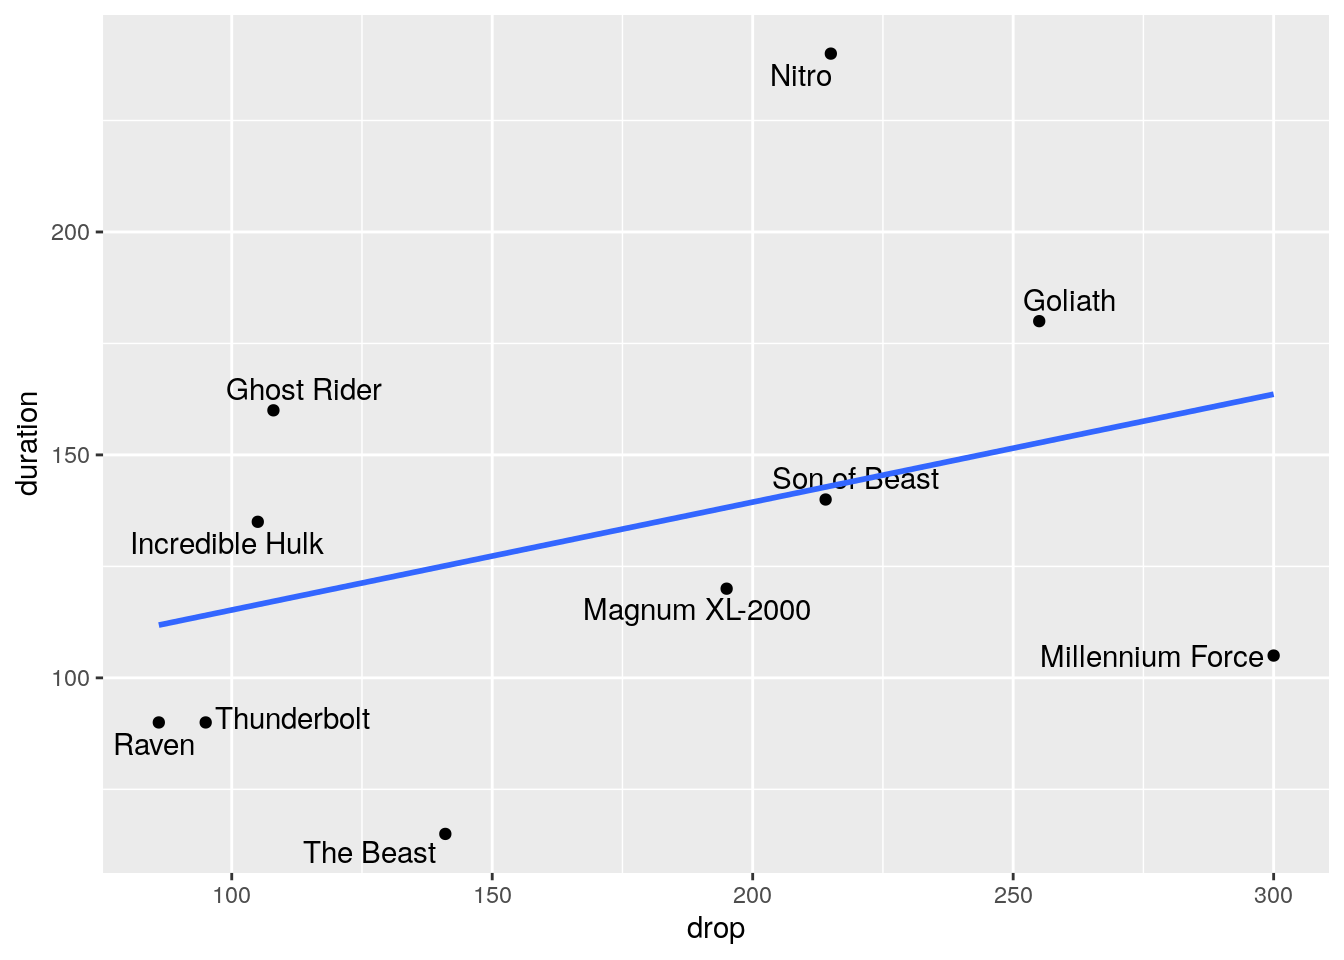 Nitro
200
Goliath
Ghost Rider
150
Son of Beast
Incredible Hulk
Magnum XL-2000
Millennium Force
100
Thunderbolt
Raven
The Beast
100 150 200 250 300
drop
duration